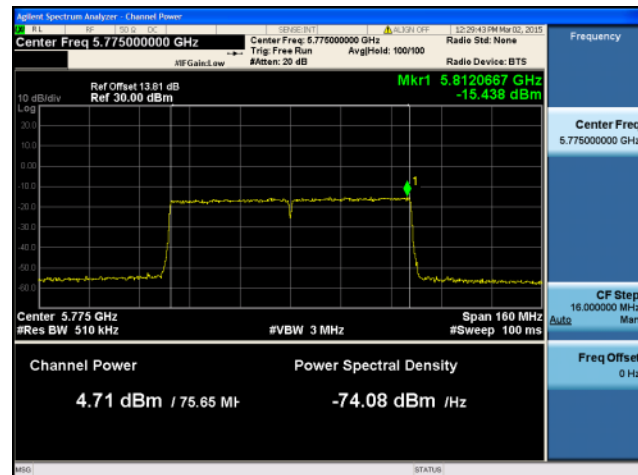 Agilent Spectrum Analyzer - Channel Power
RL RF 50 Ω DC SENSE:INT ALIGN OFF 12:29:43 PM Mar 02, 2015
Center Freq 5.775000000 GHz Center Freq: 5.775000000 GHz Radio Std: None
Trig: Free Run Avg|Hold: 100/100
#IFGain:Low #Atten: 20 dB Radio Device: BTS
Ref Offset 13.81 dB Mkr1 5.8120667 GHz
10 dB/div Ref 30.00 dBm -15.438 dBm
Log
20.0
10.0
0.00
-10.0
1
-20.0
-30.0
-40.0
-50.0
-60.0
Center 5.775 GHz Span 160 MHz
#Res BW 510 kHz #VBW 3 MHz #Sweep 100 ms
Channel Power Power Spectral Density
4.71 dBm / 75.65 MH -74.08 dBm /Hz
MSG STATUS
Frequency
Center Freq
5.775000000 GHz
CF Step
16.000000 MHz
Auto Man
Freq Offset
0 Hz